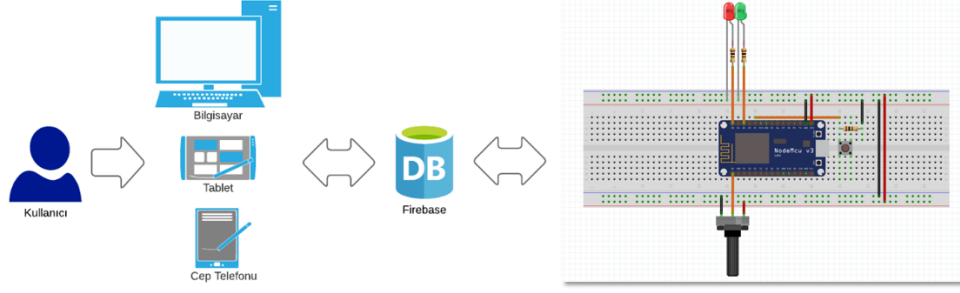 Bilgisayar
Kullanıcı
Tablet
Cep Telefonu
DB
Firebase
NodeMcu v3